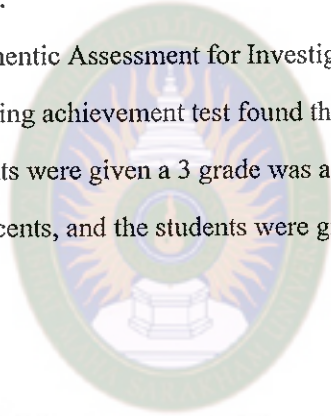 .
nentic Assessment for Investig
ing achievement test found th
ts were given a 3 grade was a
cents, and the students were g